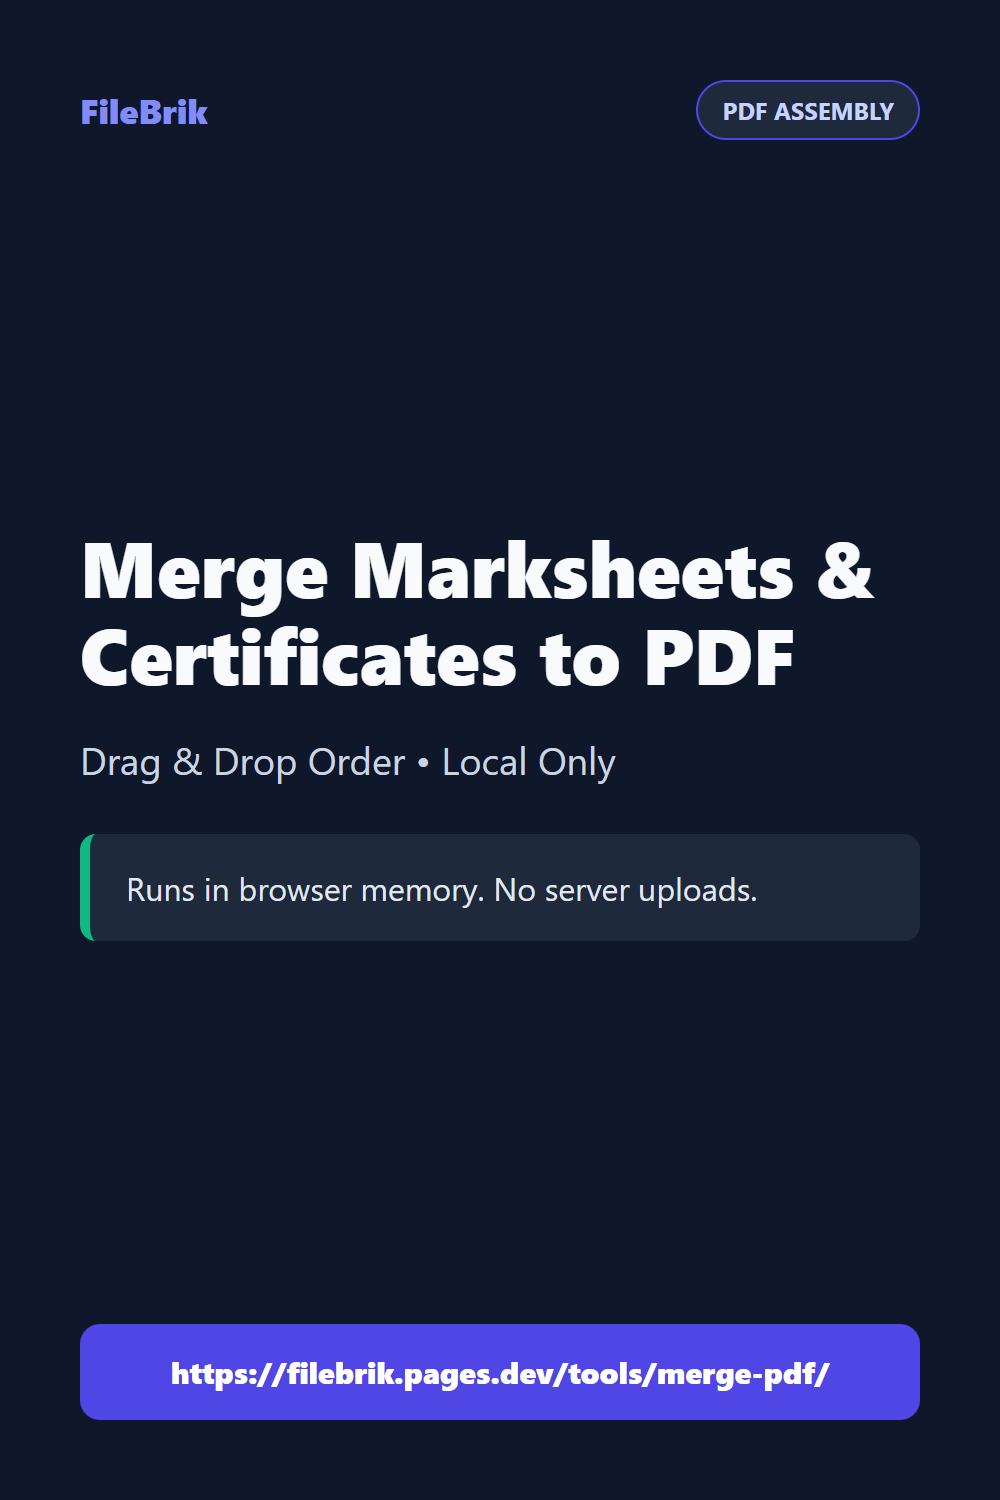 FileBrik
PDF ASSEMBLY
Merge Marksheets &
Certificates to PDF
Drag & Drop Order • Local Only
Runs in browser memory. No server uploads.
https://filebrik.pages.dev/tools/merge-pdf/